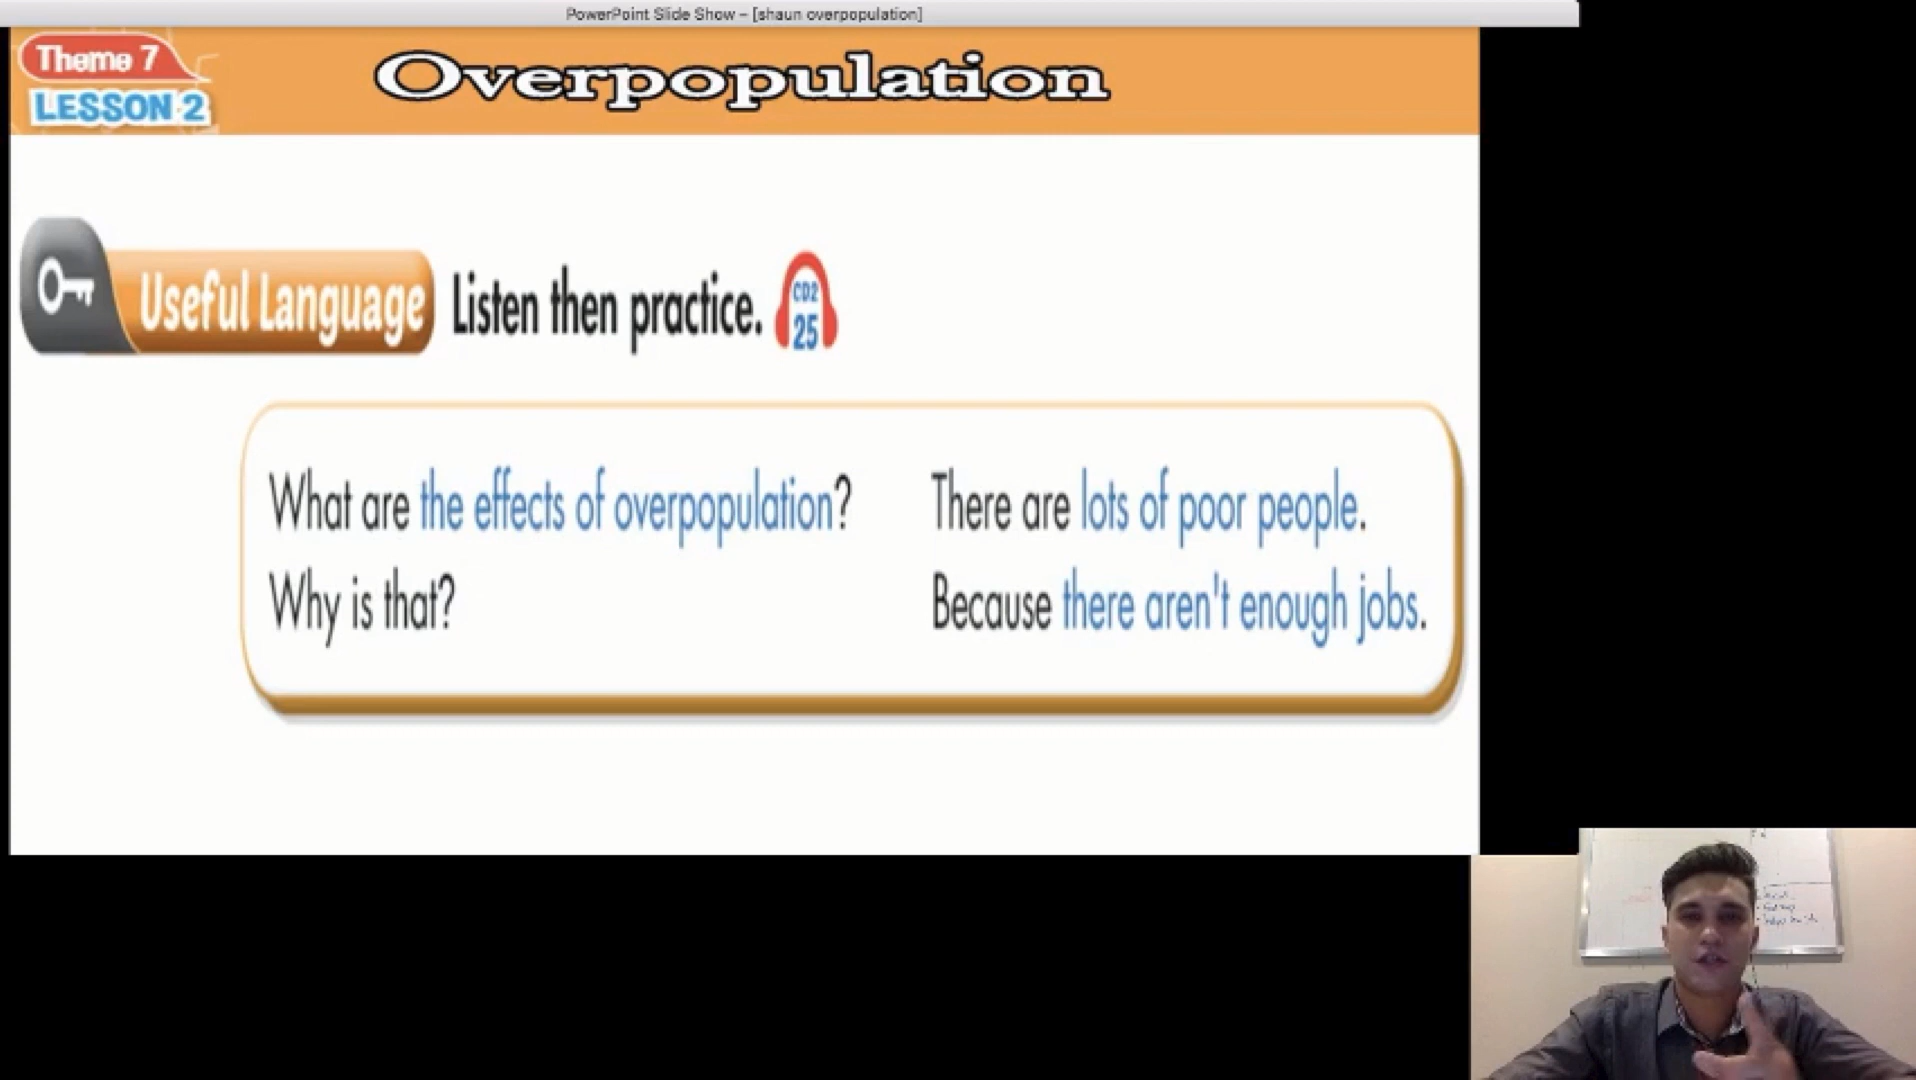 PowerPoint Slide Show – [shaun overpopulation]
Theme 7
LESSON 2
Overpopulation
Useful Language
Listen then practice.
CD2
25
What are the effects of overpopulation? There are lots of poor people.
Why is that? Because there aren't enough jobs.